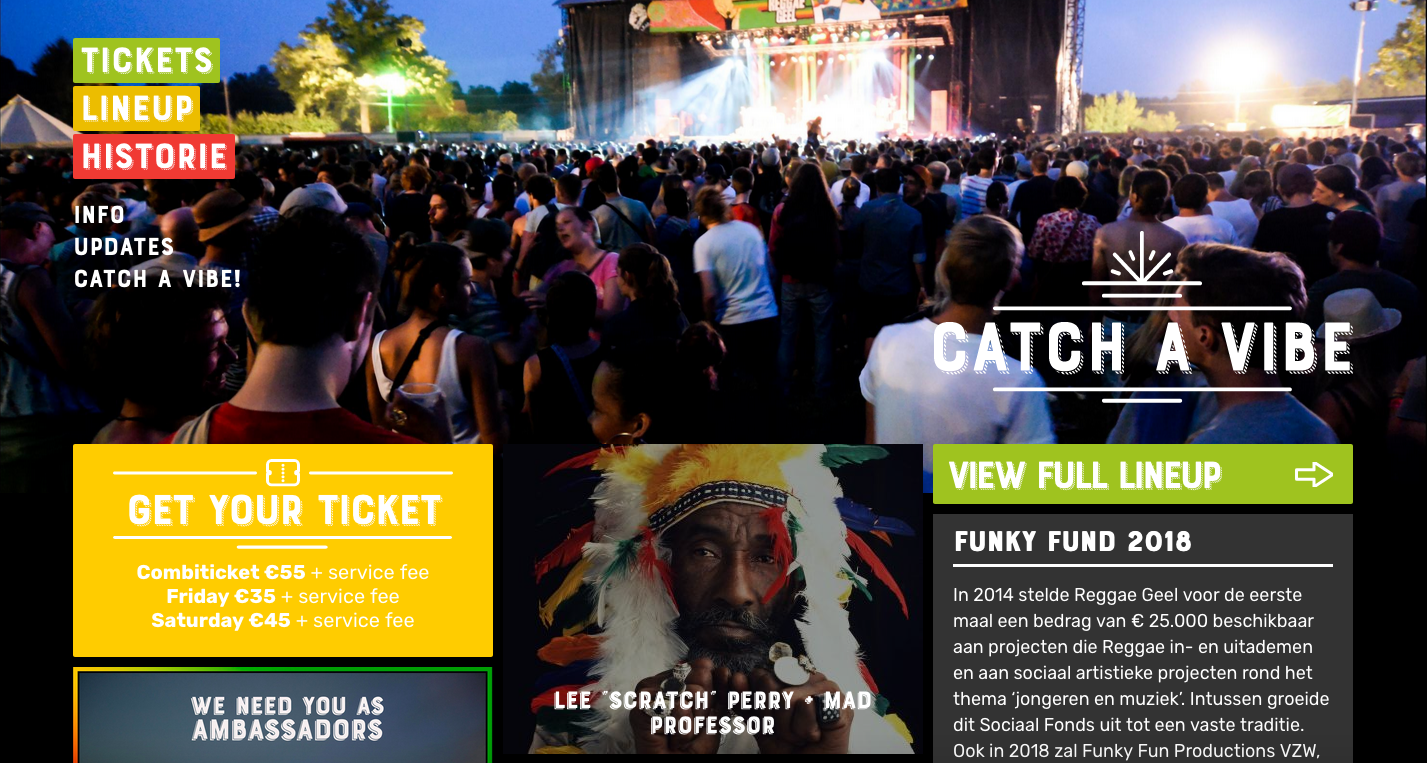 REGGAE
GEEL
TICKETS
LINEUP
HISTORIE
INFO
UPDATES
CATCH A VIBE!
CATCH A VIBE
GET YOUR TICKET
Combiticket €55 + service fee
Friday €35 + service fee
Saturday €45 + service fee
WE NEED YOU AS
AMBASSADORS
LEE "SCRATCH" PERRY + MAD
PROFESSOR
VIEW FULL LINEUP
FUNKY FUND 2018
In 2014 stelde Reggae Geel voor de eerste
maal een bedrag van € 25.000 beschikbaar
aan projecten die Reggae in- en uitademen
en aan sociaal artistieke projecten rond het
thema ‘jongeren en muziek’. Intussen groeide
dit Sociaal Fonds uit tot een vaste traditie.
Ook in 2018 zal Funky Fun Productions VZW,